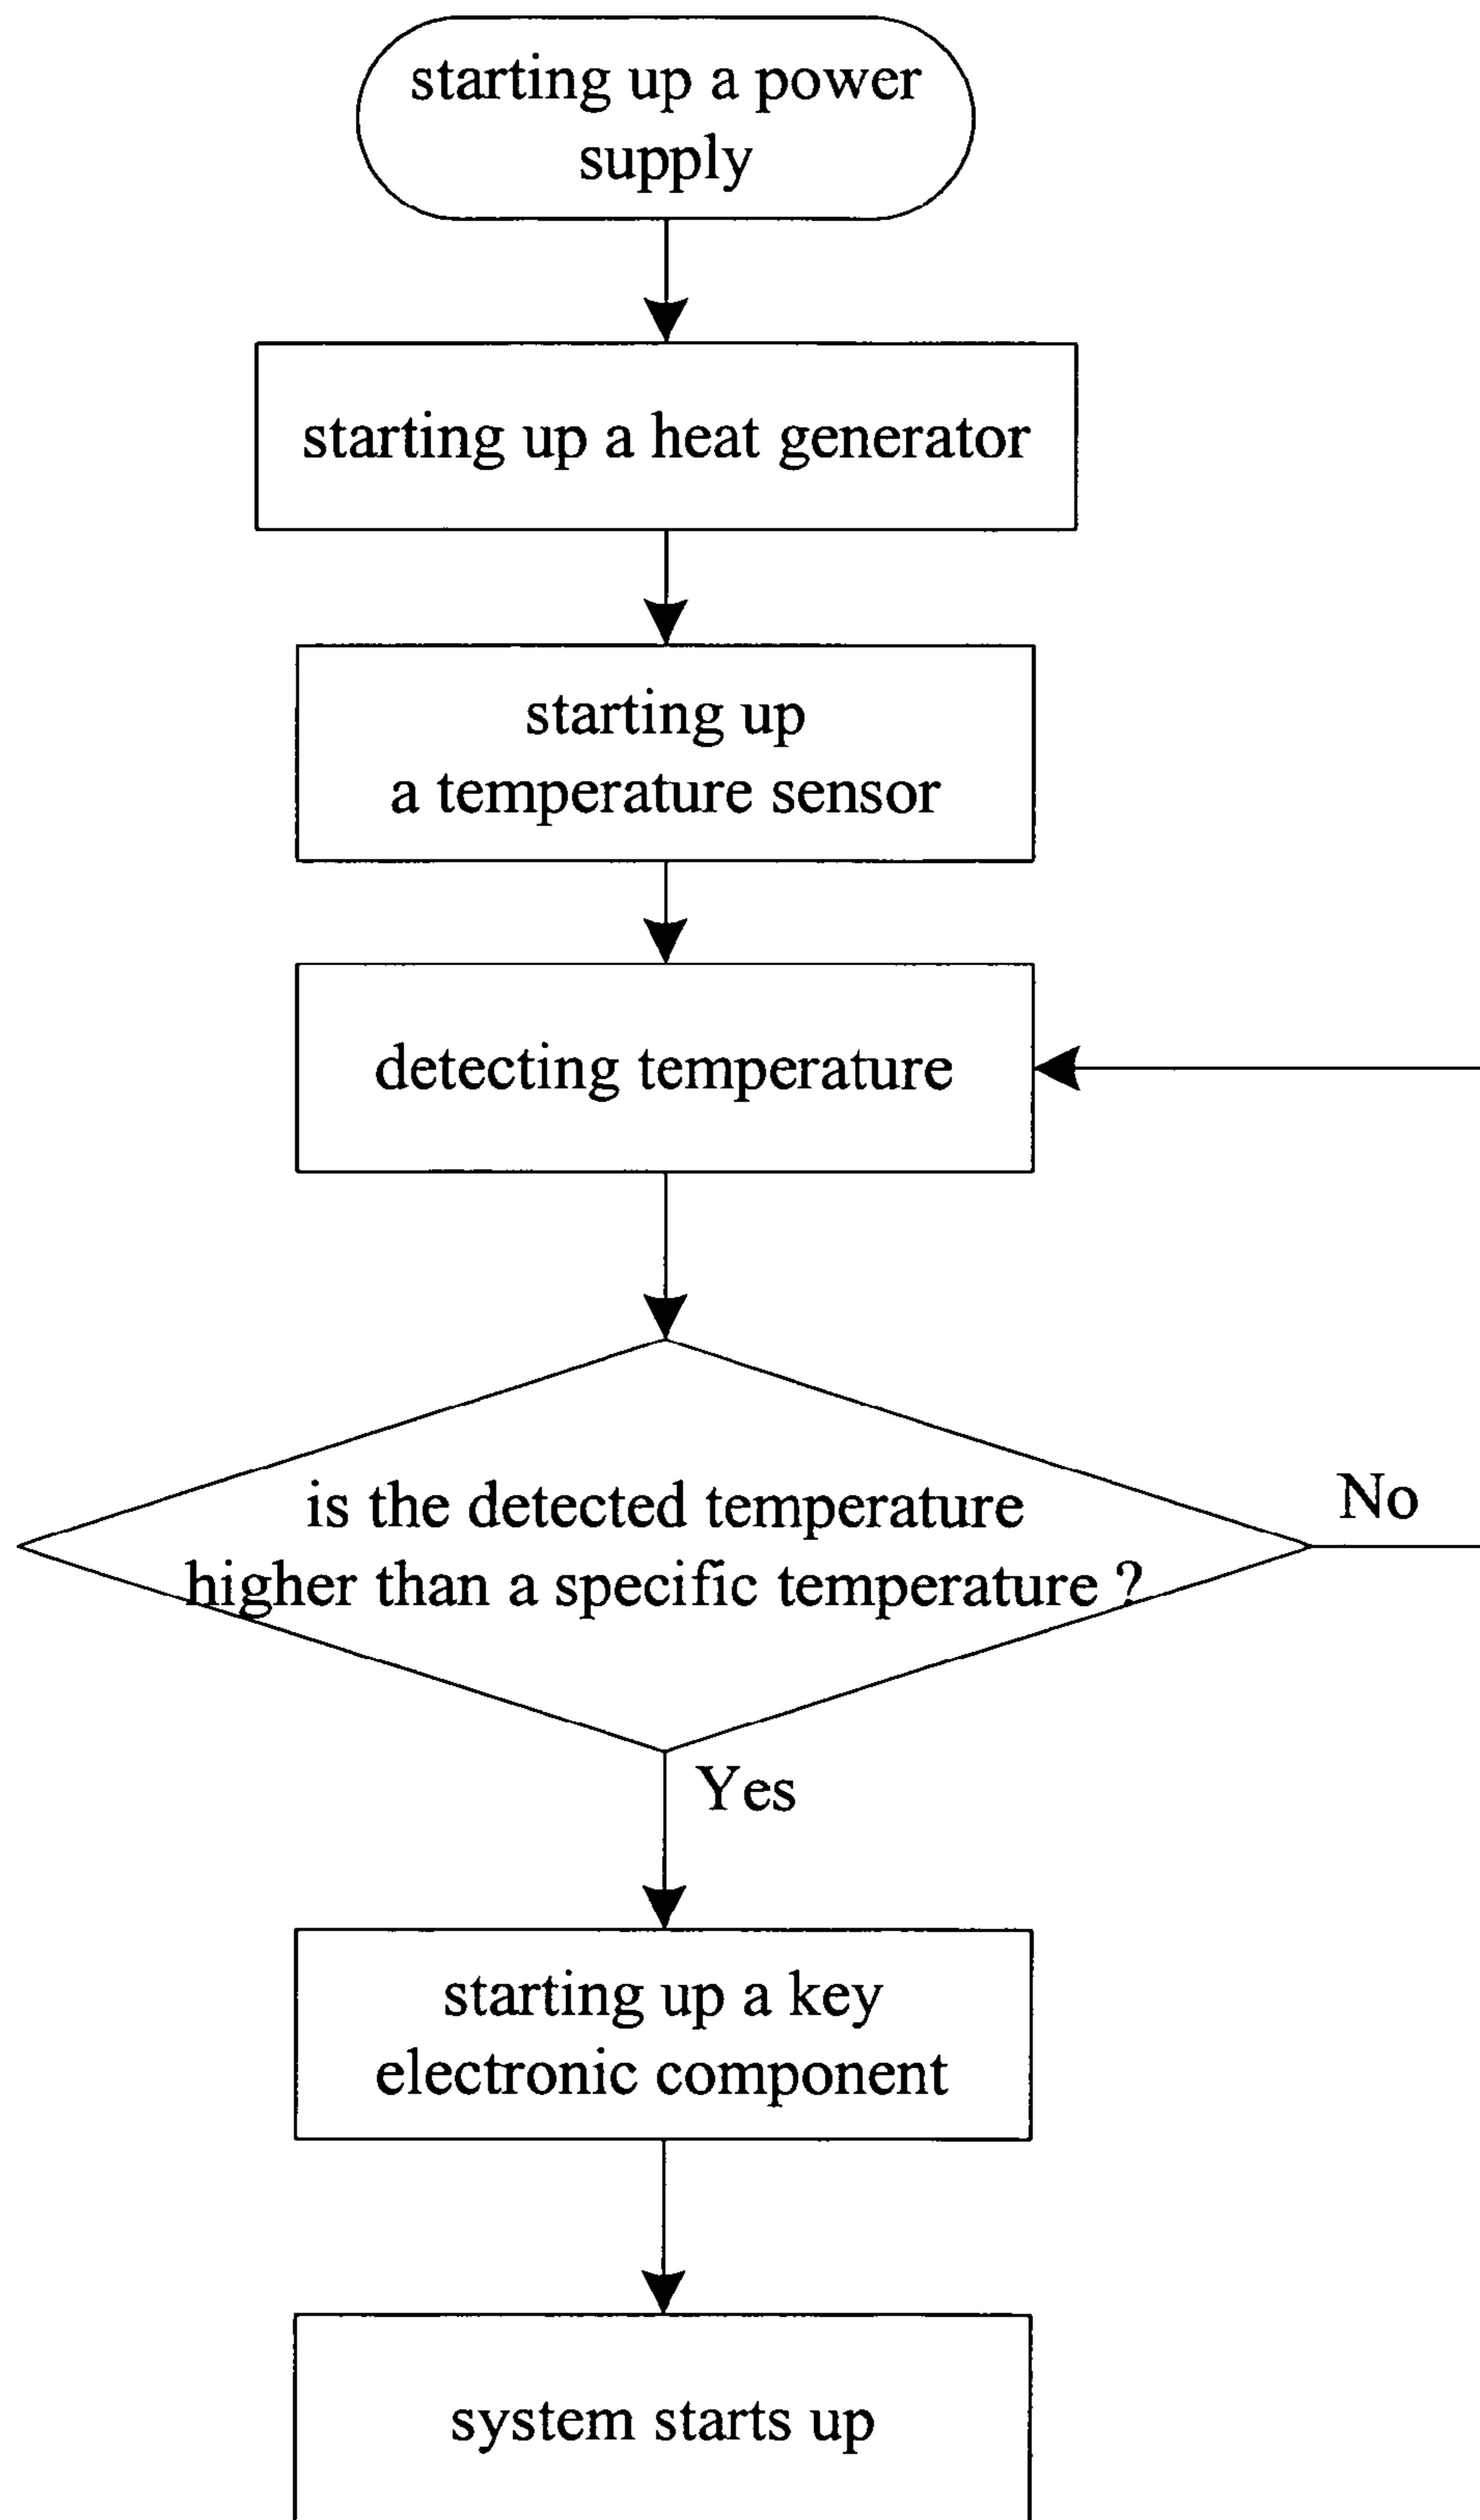 starting up a power
supply
starting up a heat generator
starting up
a temperature sensor
detecting temperature
is the detected temperature
higher than a specific temperature ?
No
Yes
starting up a key
electronic component
system starts up